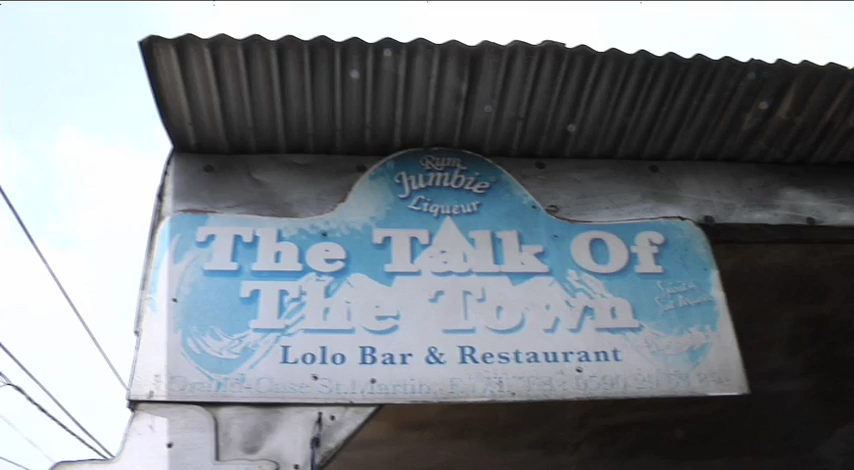 Rum
Jumbie
Liqueur
The Talk Of
The Town
Lolo Bar & Restaurant
Grand-Case St.Martin, F.